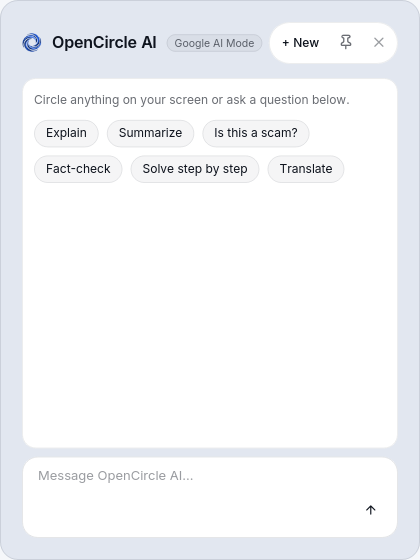 OpenCircle AI Google AI Mode + New
Circle anything on your screen or ask a question below.
Explain Summarize Is this a scam?
Fact-check Solve step by step Translate
Message OpenCircle AI...